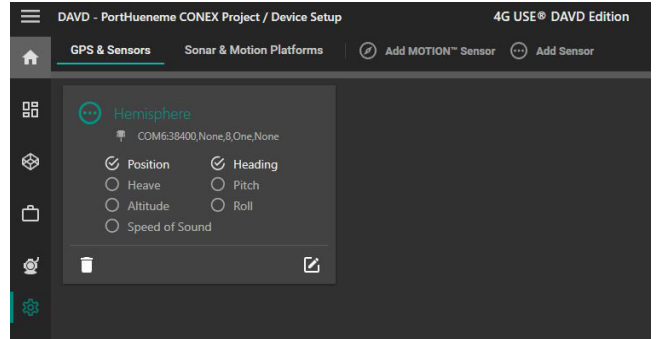 DAVD - PortHueneme CONEX Project / Device Setup 4G USE® DAVD Edition
GPS & Sensors Sonar & Motion Platforms Add MOTION™ Sensor Add Sensor
Hemisphere
COM6:38400,None,8,One,None
Position Heading
Heave Pitch
Altitude Roll
Speed of Sound